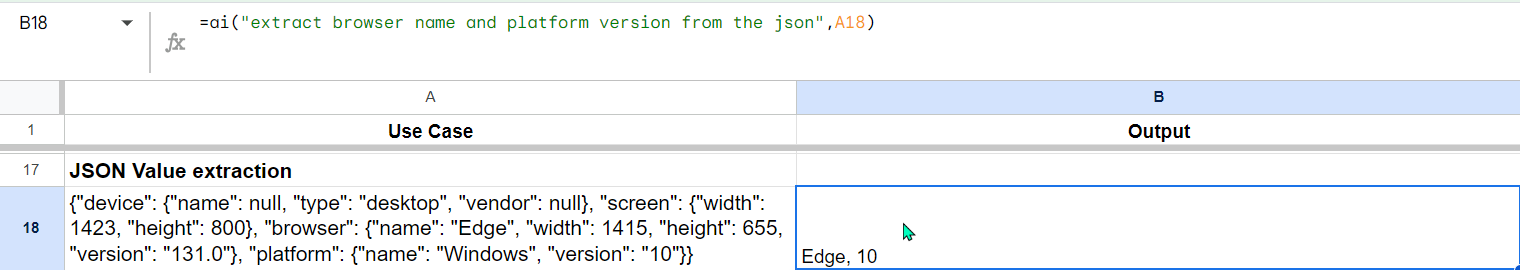 B18
=ai("extract browser name and platform version from the json",A18)
fx
A B
1 Use Case Output
17 JSON Value extraction
{"device": {"name": null, "type": "desktop", "vendor": null}, "screen": {"width":
18 1423, "height": 800}, "browser": {"name": "Edge", "width": 1415, "height": 655,
"version": "131.0"}, "platform": {"name": "Windows", "version": "10"}}
Edge, 10